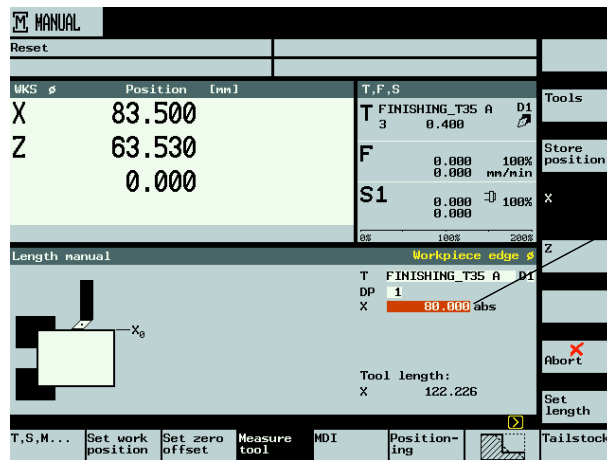 M MANUAL
Reset
WKS ø Position [mm]
X 83.500
Z 63.530
0.000
T,F,S
T FINISHING_T35 A D1
3 0.400
F 0.000 100%
0.000 mm/min
S1 0.000 100%
0.000
0% 100% 200%
Length manual
Workpiece edge ø
T FINISHING_T35 A D1
DP 1
X 80.000 abs
X0
Tool length:
X 122.226
Tools
Store
position
X
Z
Abort
Set
length
T,S,M...
Set work
position
Set zero
offset
Measure
tool
MDI
Position-
ing
Tailstock